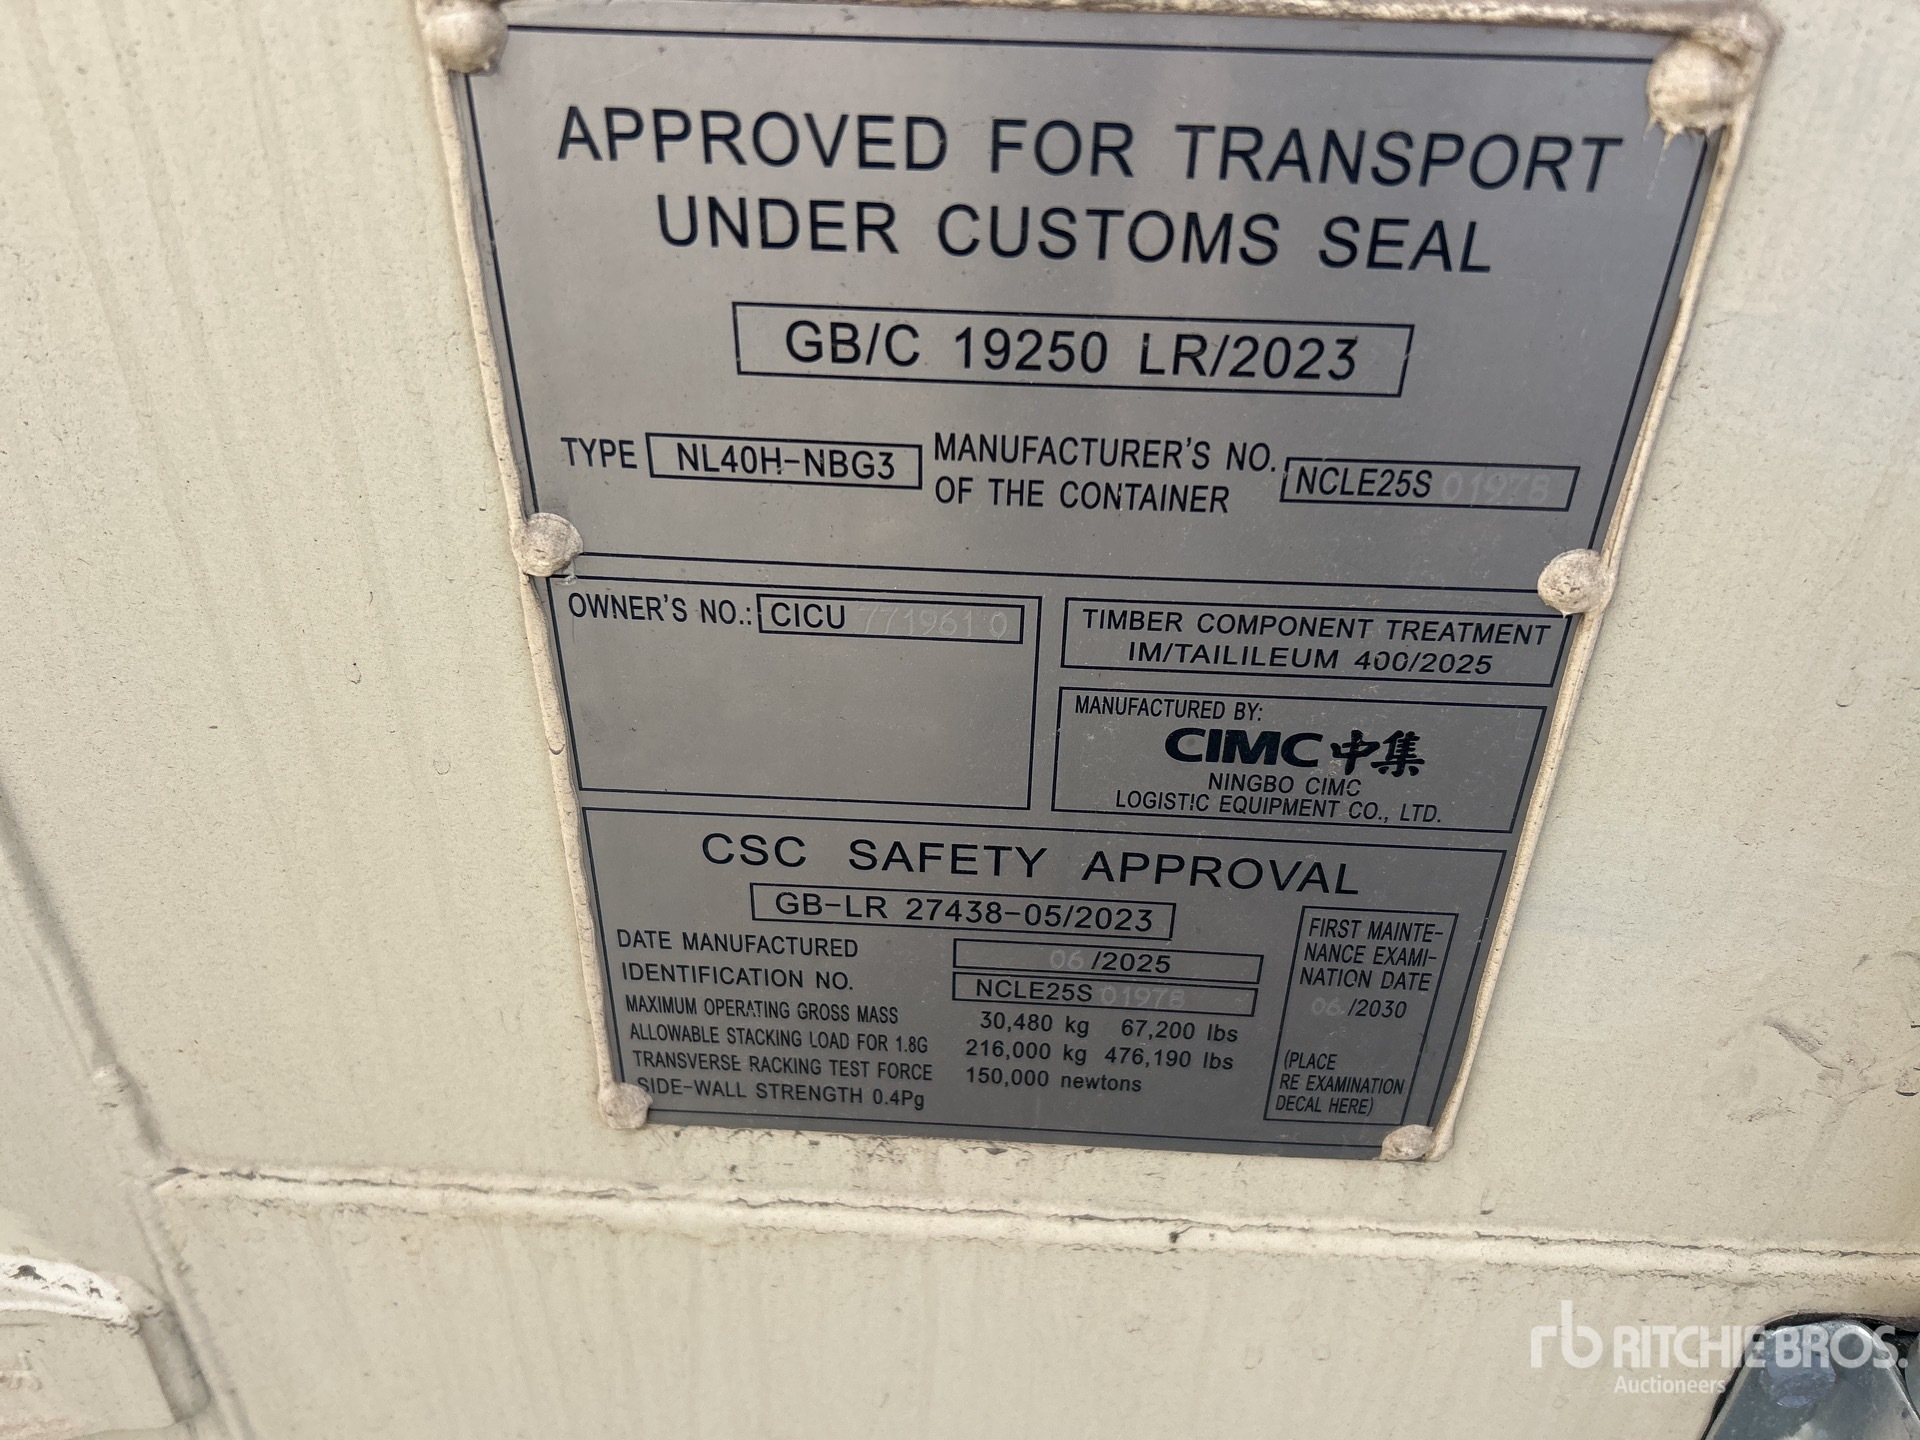 APPROVED FOR TRANSPORT
UNDER CUSTOMS SEAL
GB/C 19250 LR/2023
TYPE NL40H-NBG3 MANUFACTURER'S NO. OF THE CONTAINER NCLE25S 01978
OWNER'S NO.: CICU 771961 0
TIMBER COMPONENT TREATMENT
IM/TAILILEUM 400/2025
MANUFACTURED BY:
CIMC 中集
NINGBO CIMC
LOGISTIC EQUIPMENT CO., LTD.
CSC SAFETY APPROVAL
GB-LR 27438-05/2023
DATE MANUFACTURED 06 /2025
IDENTIFICATION NO. NCLE25S 01978
MAXIMUM OPERATING GROSS MASS 30,480 kg 67,200 lbs
ALLOWABLE STACKING LOAD FOR 1.8G 216,000 kg 476,190 lbs
TRANSVERSE RACKING TEST FORCE 150,000 newtons
SIDE-WALL STRENGTH 0.4Pg
FIRST MAINTE-
NANCE EXAMI-
NATION DATE
06 /2030
(PLACE
RE EXAMINATION
DECAL HERE)
rb RITCHIE BROS.
Auctioneers